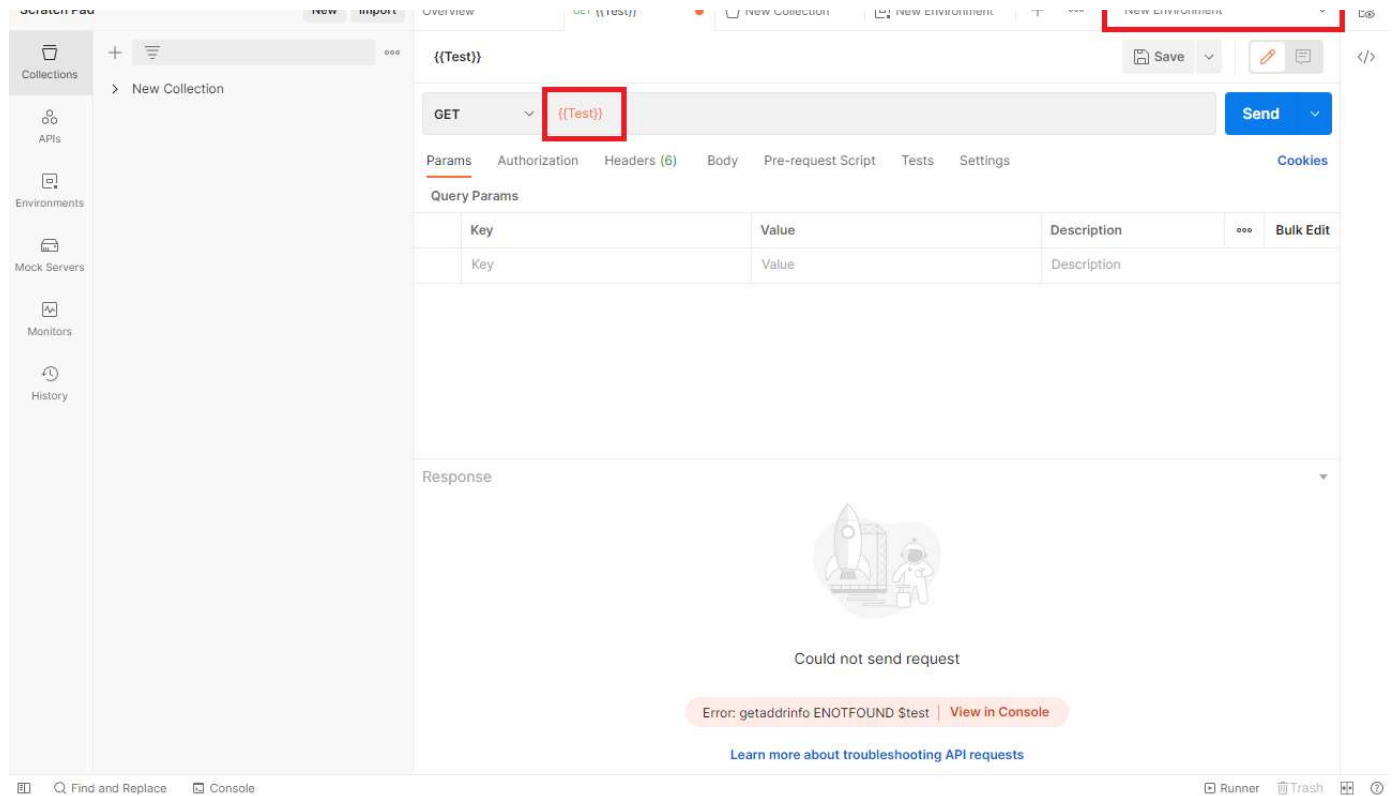 Scratch Pad New Import Overview GET {{Test}} New Collection New Environment New Environment
Collections
{{Test}} Save </>
New Collection
APIs
GET {{Test}} Send
Params Authorization Headers (6) Body Pre-request Script Tests Settings Cookies
Environments
Query Params
Key Value Description Bulk Edit
Mock Servers
Key Value Description
Monitors
History
Response
Could not send request
Error: getaddrinfo ENOTFOUND $test | View in Console
Learn more about troubleshooting API requests
Find and Replace Console Runner Trash